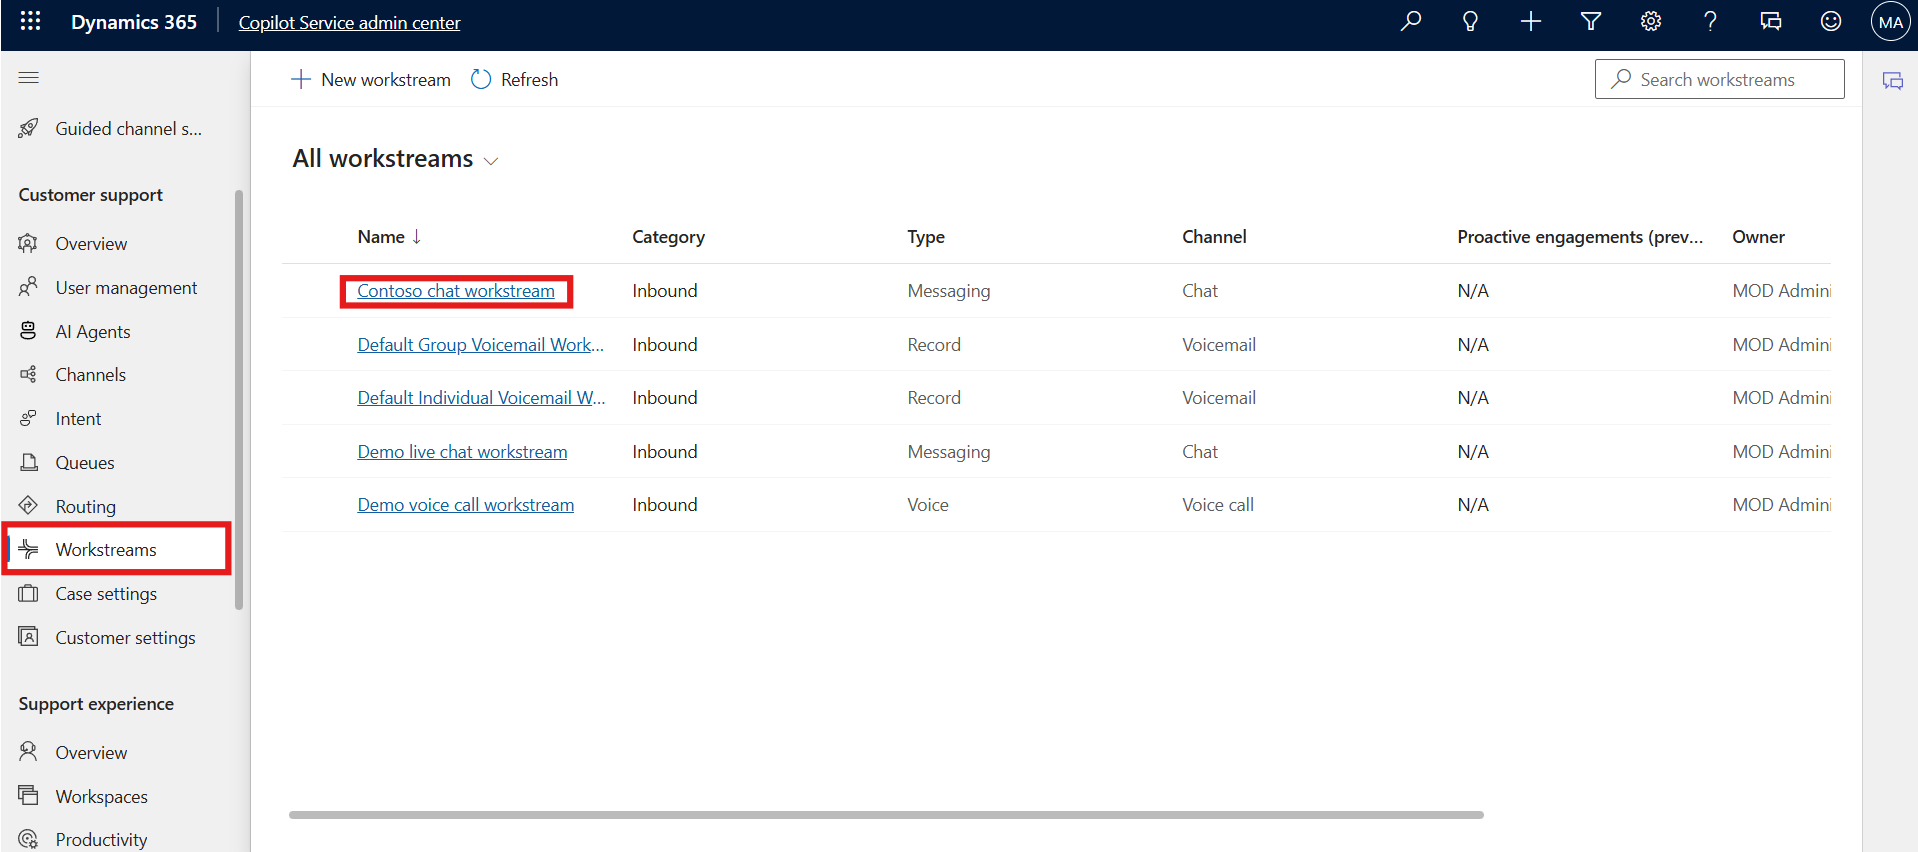 Dynamics 365
Copilot Service admin center
MA
New workstream
Refresh
Search workstreams
Guided channel s...
Customer support
Overview
User management
AI Agents
Channels
Intent
Queues
Routing
Workstreams
Case settings
Customer settings
Support experience
Overview
Workspaces
Productivity
All workstreams
Name Category Type Channel Proactive engagements (prev... Owner
Contoso chat workstream Inbound Messaging Chat N/A MOD Admini
Default Group Voicemail Work... Inbound Record Voicemail N/A MOD Admini
Default Individual Voicemail W... Inbound Record Voicemail N/A MOD Admini
Demo live chat workstream Inbound Messaging Chat N/A MOD Admini
Demo voice call workstream Inbound Voice Voice call N/A MOD Admini